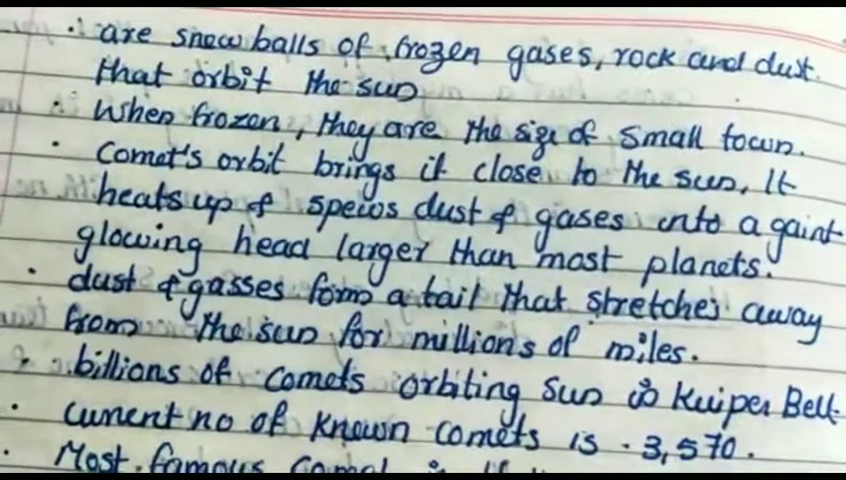 · are snow balls of frozen gases, rock and dust
that orbit the sun
· When frozen, they are the size of small town.
· comet's orbit brings it close to the sun, It
heats up & spews dust & gases into a gaint
glowing head larger than most planets.
· dust & gasses form a tail that stretches away
from the sun for millions of miles.
· billions of comets orbiting Sun in Kuiper Belt
· current no of known comets is 3,570.
· Most famous comet is